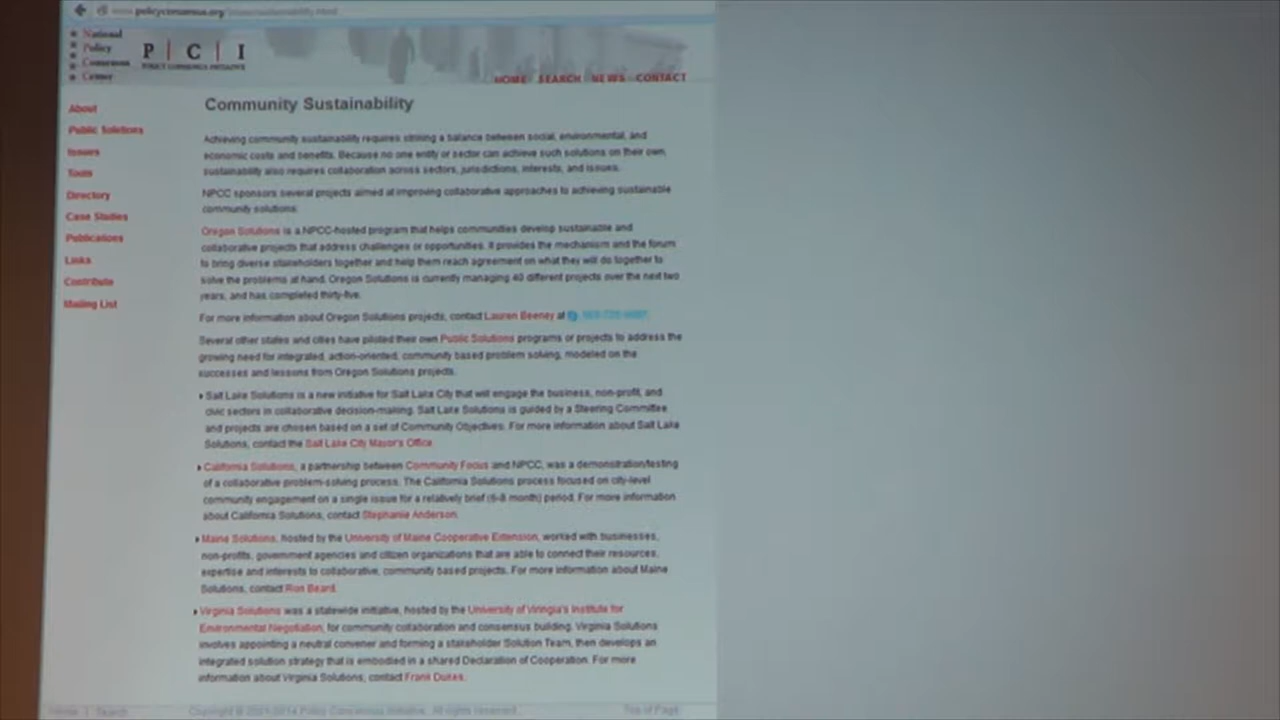 policyconsensus.org
National
Policy
Consensus
Center
P | C | I
POLICY CONSENSUS INITIATIVE
HOME SEARCH NEWS CONTACT
About
Public Solutions
Issues
Tools
Directory
Case Studies
Publications
Links
Contribute
Mailing List
Community Sustainability
Achieving community sustainability requires striking a balance between social, environmental, and
economic costs and benefits. Because no one entity or sector can achieve such solutions on their own,
sustainability also requires collaboration across sectors, jurisdictions, interests, and issues.
NPCC sponsors several projects aimed at improving collaborative approaches to achieving sustainable
community solutions:
Oregon Solutions is a NPCC-hosted program that helps communities develop sustainable and
collaborative projects that address challenges or opportunities. It provides the mechanism and the forum
to bring diverse stakeholders together and help them reach agreement on what they will do together to
solve the problems at hand. Oregon Solutions is currently managing 40 different projects over the next two
years, and has completed thirty-five.
For more information about Oregon Solutions projects, contact Lauren Beeney at
Several other states and cities have piloted their own Public Solutions programs or projects to address the
growing need for integrated, action-oriented, community based problem solving, modeled on the
successes and lessons from Oregon Solutions projects.
Salt Lake Solutions is a new initiative for Salt Lake City that will engage the business, non-profit, and
civic sectors in collaborative decision-making. Salt Lake Solutions is guided by a Steering Committee
and projects are chosen based on a set of Community Objectives. For more information about Salt Lake
Solutions, contact the Salt Lake City Mayor's Office.
California Solutions, a partnership between Community Focus and NPCC, was a demonstration/testing
of a collaborative problem-solving process. The California Solutions process focused on city-level
community engagement on a single issue for a relatively brief (6-8 month) period. For more information
about California Solutions, contact Stephanie Anderson.
Maine Solutions, hosted by the University of Maine Cooperative Extension, worked with businesses,
non-profits, government agencies and citizen organizations that are able to connect their resources,
expertise and interests to collaborative, community based projects. For more information about Maine
Solutions, contact Ron Beard.
Virginia Solutions was a statewide initiative, hosted by the University of Viringia's Institute for
Environmental Negotiation, for community collaboration and consensus building. Virginia Solutions
involves appointing a neutral convener and forming a stakeholder Solution Team, then develops an
integrated solution strategy that is embodied in a shared Declaration of Cooperation. For more
information about Virginia Solutions, contact Frank Dukes.
Home | Search Copyright © 2001-2014 Policy Consensus Initiative. All rights reserved. Top of Page